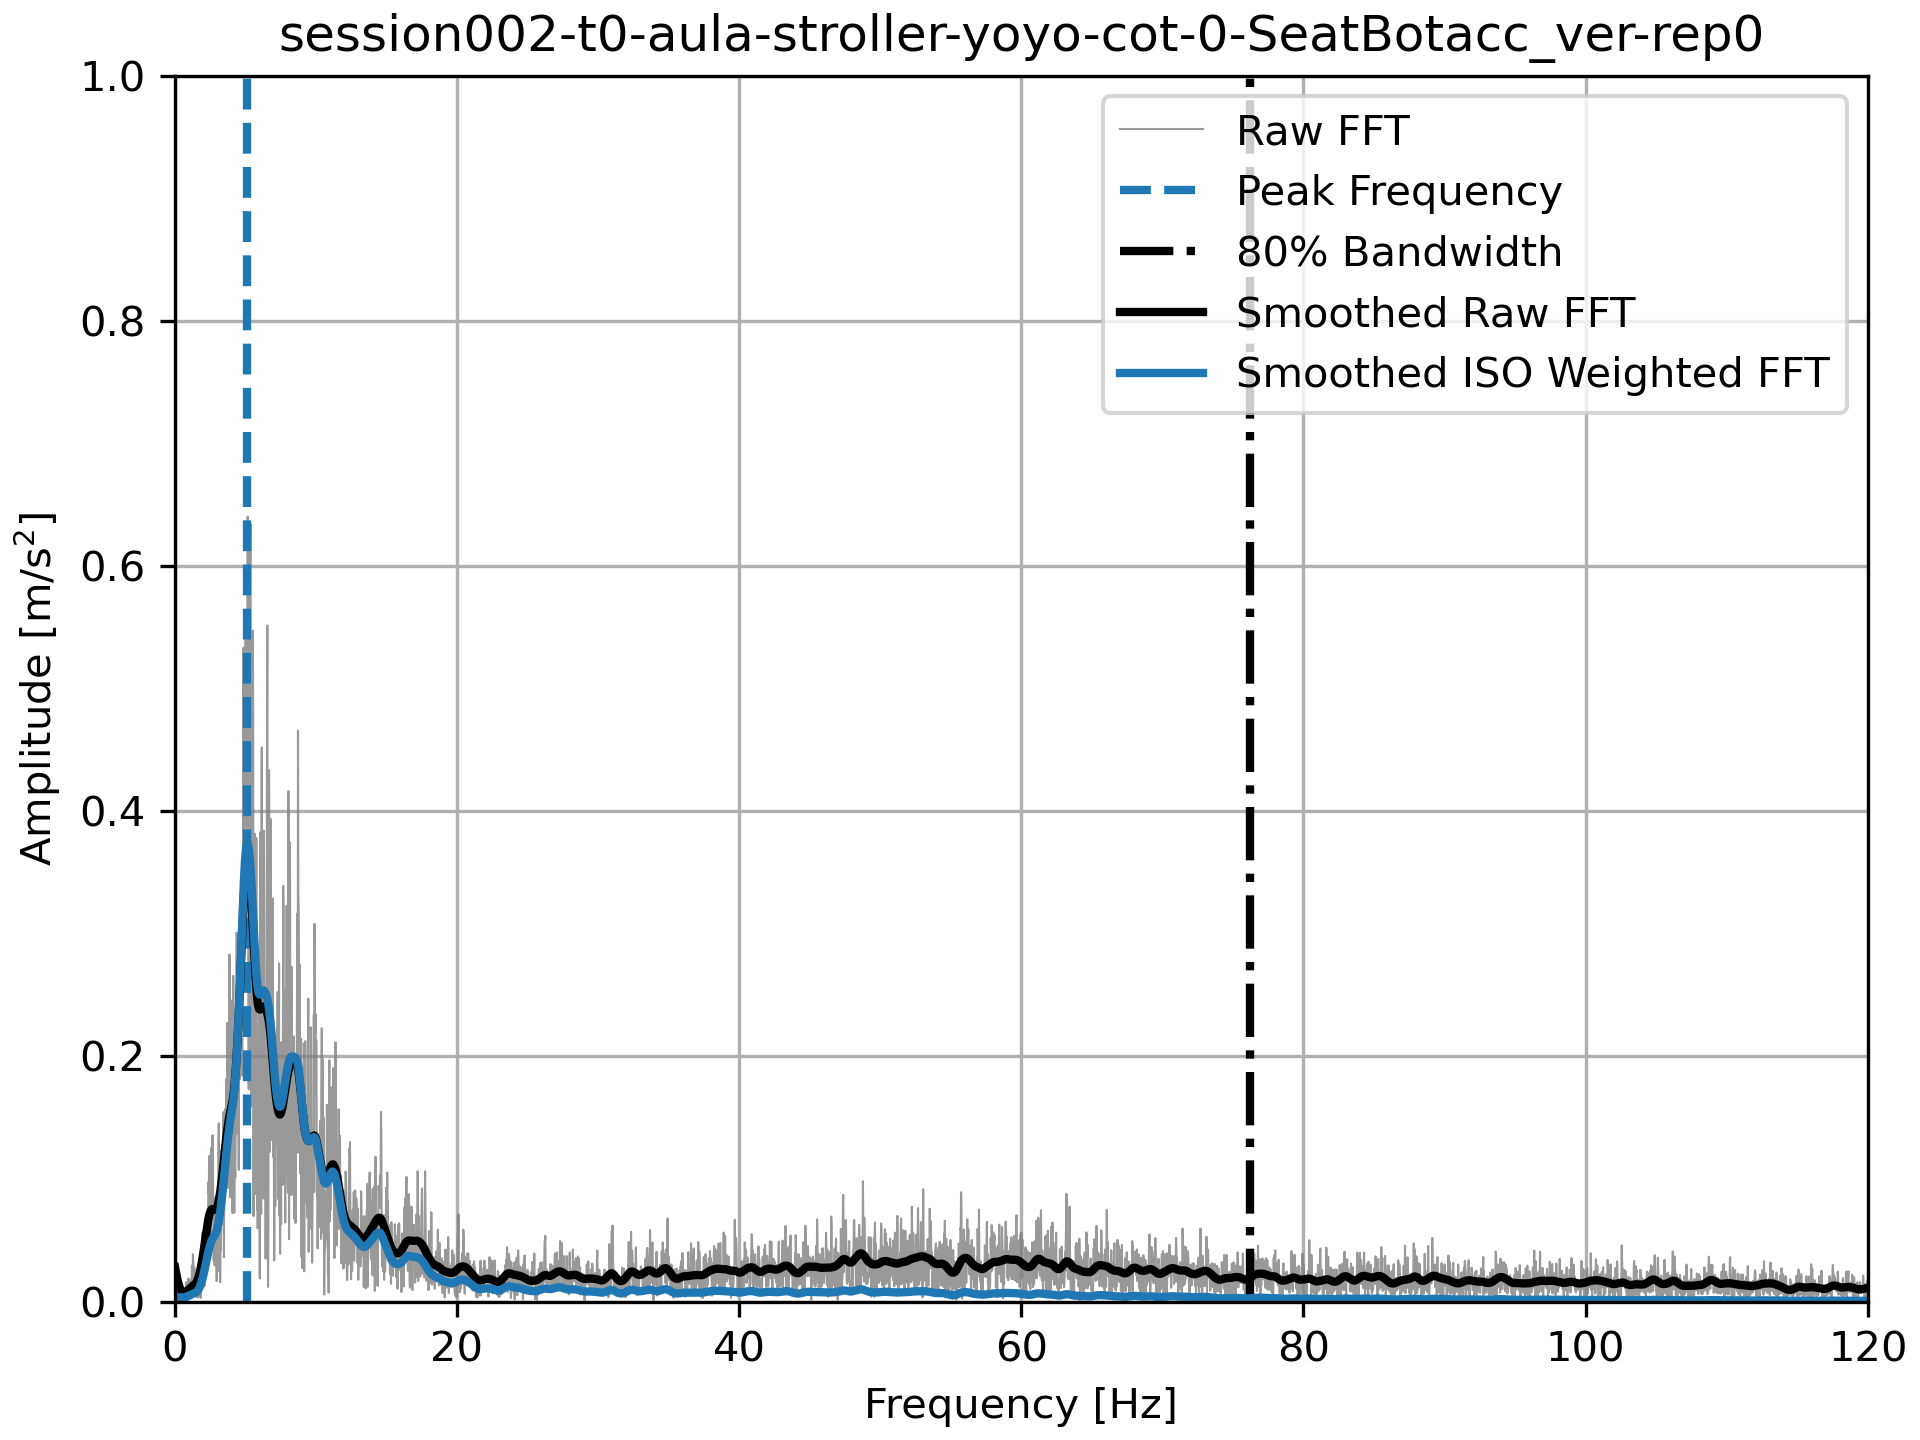 session002-t0-aula-stroller-yoyo-cot-0-SeatBotacc_ver-rep0
1.0
0.8
0.6
0.4
0.2
0.0
Amplitude [m/s²]
Raw FFT
Peak Frequency
80% Bandwidth
Smoothed Raw FFT
Smoothed ISO Weighted FFT
0 20 40 60 80 100 120
Frequency [Hz]